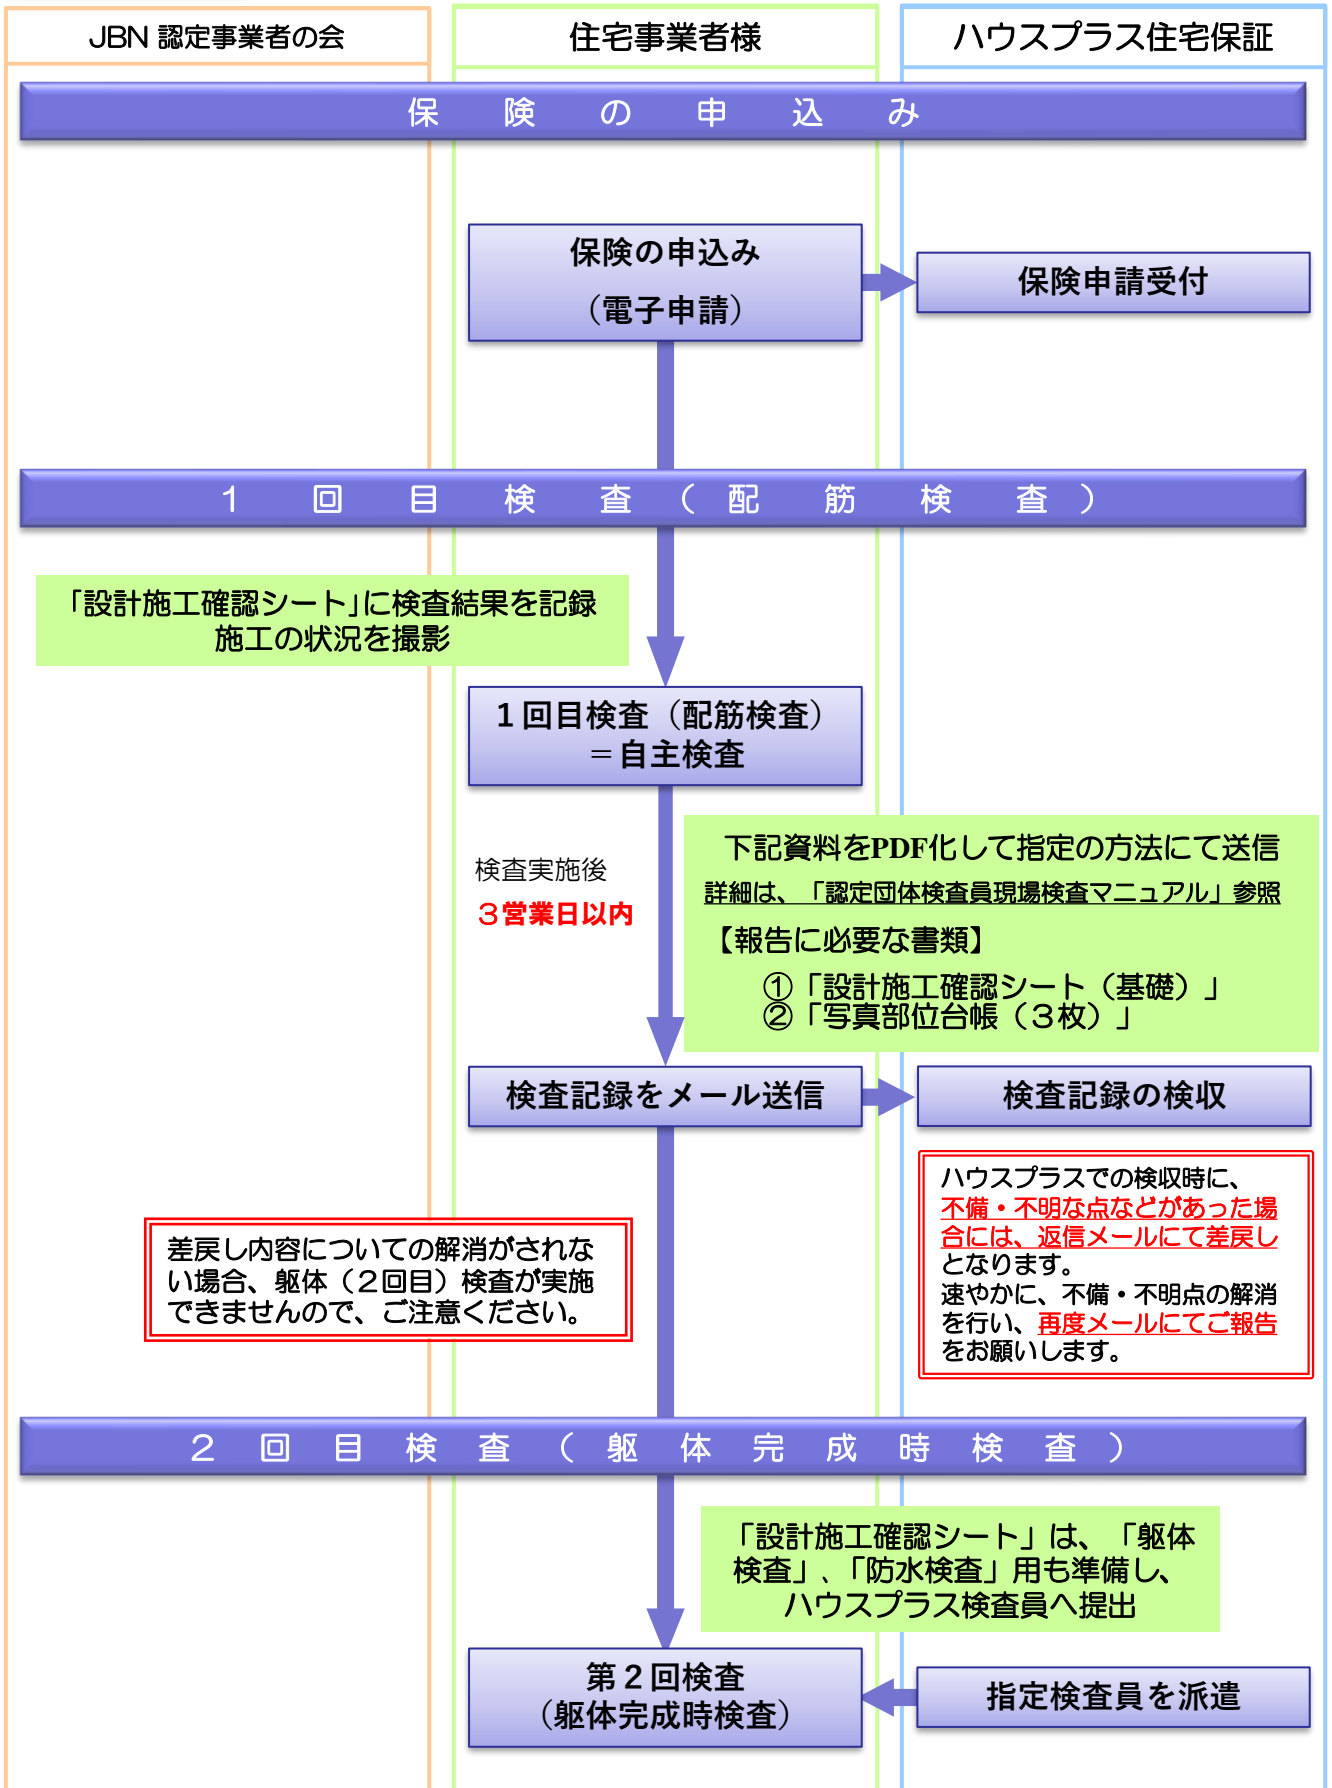 JBN 認定事業者の会
住宅事業者様
ハウスプラス住宅保証
保険の申込み
保険の申込み
（電子申請）
保険申請受付
１回目検査（配筋検査）
「設計施工確認シート」に検査結果を記録
施工の状況を撮影
１回目検査（配筋検査）
＝自主検査
検査実施後
３営業日以内
下記資料をPDF化して指定の方法にて送信
詳細は、「認定団体検査員現場検査マニュアル」参照
【報告に必要な書類】
①「設計施工確認シート（基礎）」
②「写真部位台帳（３枚）」
検査記録をメール送信
検査記録の検収
ハウスプラスでの検収時に、
不備・不明な点などがあった場
合には、返信メールにて差戻し
となります。
速やかに、不備・不明点の解消
を行い、再度メールにてご報告
をお願いします。
差戻し内容についての解消がされな
い場合、躯体（２回目）検査が実施
できませんので、ご注意ください。
２回目検査（躯体完成時検査）
「設計施工確認シート」は、「躯体
検査」、「防水検査」用も準備し、
ハウスプラス検査員へ提出
第２回検査
（躯体完成時検査）
指定検査員を派遣